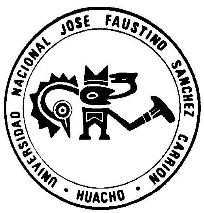 UNIVERSIDAD NACIONAL JOSE FAUSTINO SANCHEZ CARRION
· HUACHO ·